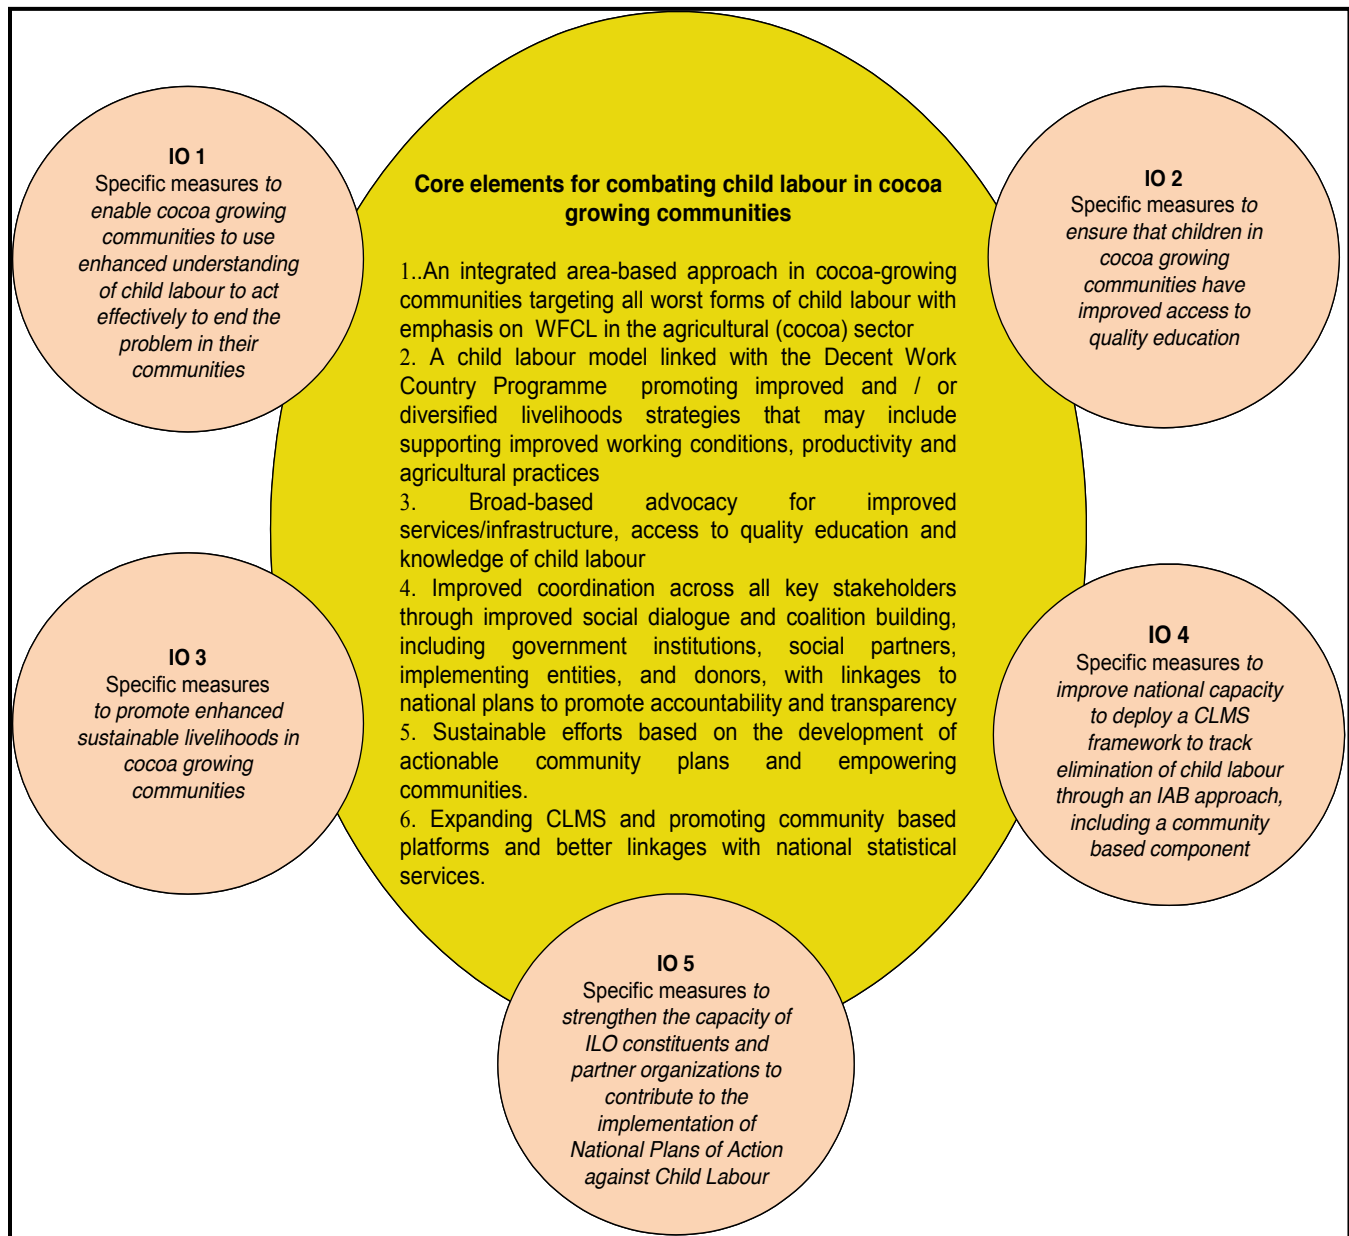 IO 1
Specific measures to
enable cocoa growing
communities to use
enhanced understanding
of child labour to act
effectively to end the
problem in their
communities
Core elements for combating child labour in cocoa
growing communities
1..An integrated area-based approach in cocoa-growing
communities targeting all worst forms of child labour with
emphasis on WFCL in the agricultural (cocoa) sector
2. A child labour model linked with the Decent Work
Country Programme promoting improved and / or
diversified livelihoods strategies that may include
supporting improved working conditions, productivity and
agricultural practices
3. Broad-based advocacy for improved
services/infrastructure, access to quality education and
knowledge of child labour
4. Improved coordination across all key stakeholders
through improved social dialogue and coalition building,
including government institutions, social partners,
implementing entities, and donors, with linkages to
national plans to promote accountability and transparency
5. Sustainable efforts based on the development of
actionable community plans and empowering
communities.
6. Expanding CLMS and promoting community based
platforms and better linkages with national statistical
services.
IO 2
Specific measures to
ensure that children in
cocoa growing
communities have
improved access to
quality education
IO 3
Specific measures
to promote enhanced
sustainable livelihoods in
cocoa growing
communities
IO 4
Specific measures to
improve national capacity
to deploy a CLMS
framework to track
elimination of child labour
through an IAB approach,
including a community
based component
IO 5
Specific measures to
strengthen the capacity of
ILO constituents and
partner organizations to
contribute to the
implementation of
National Plans of Action
against Child Labour